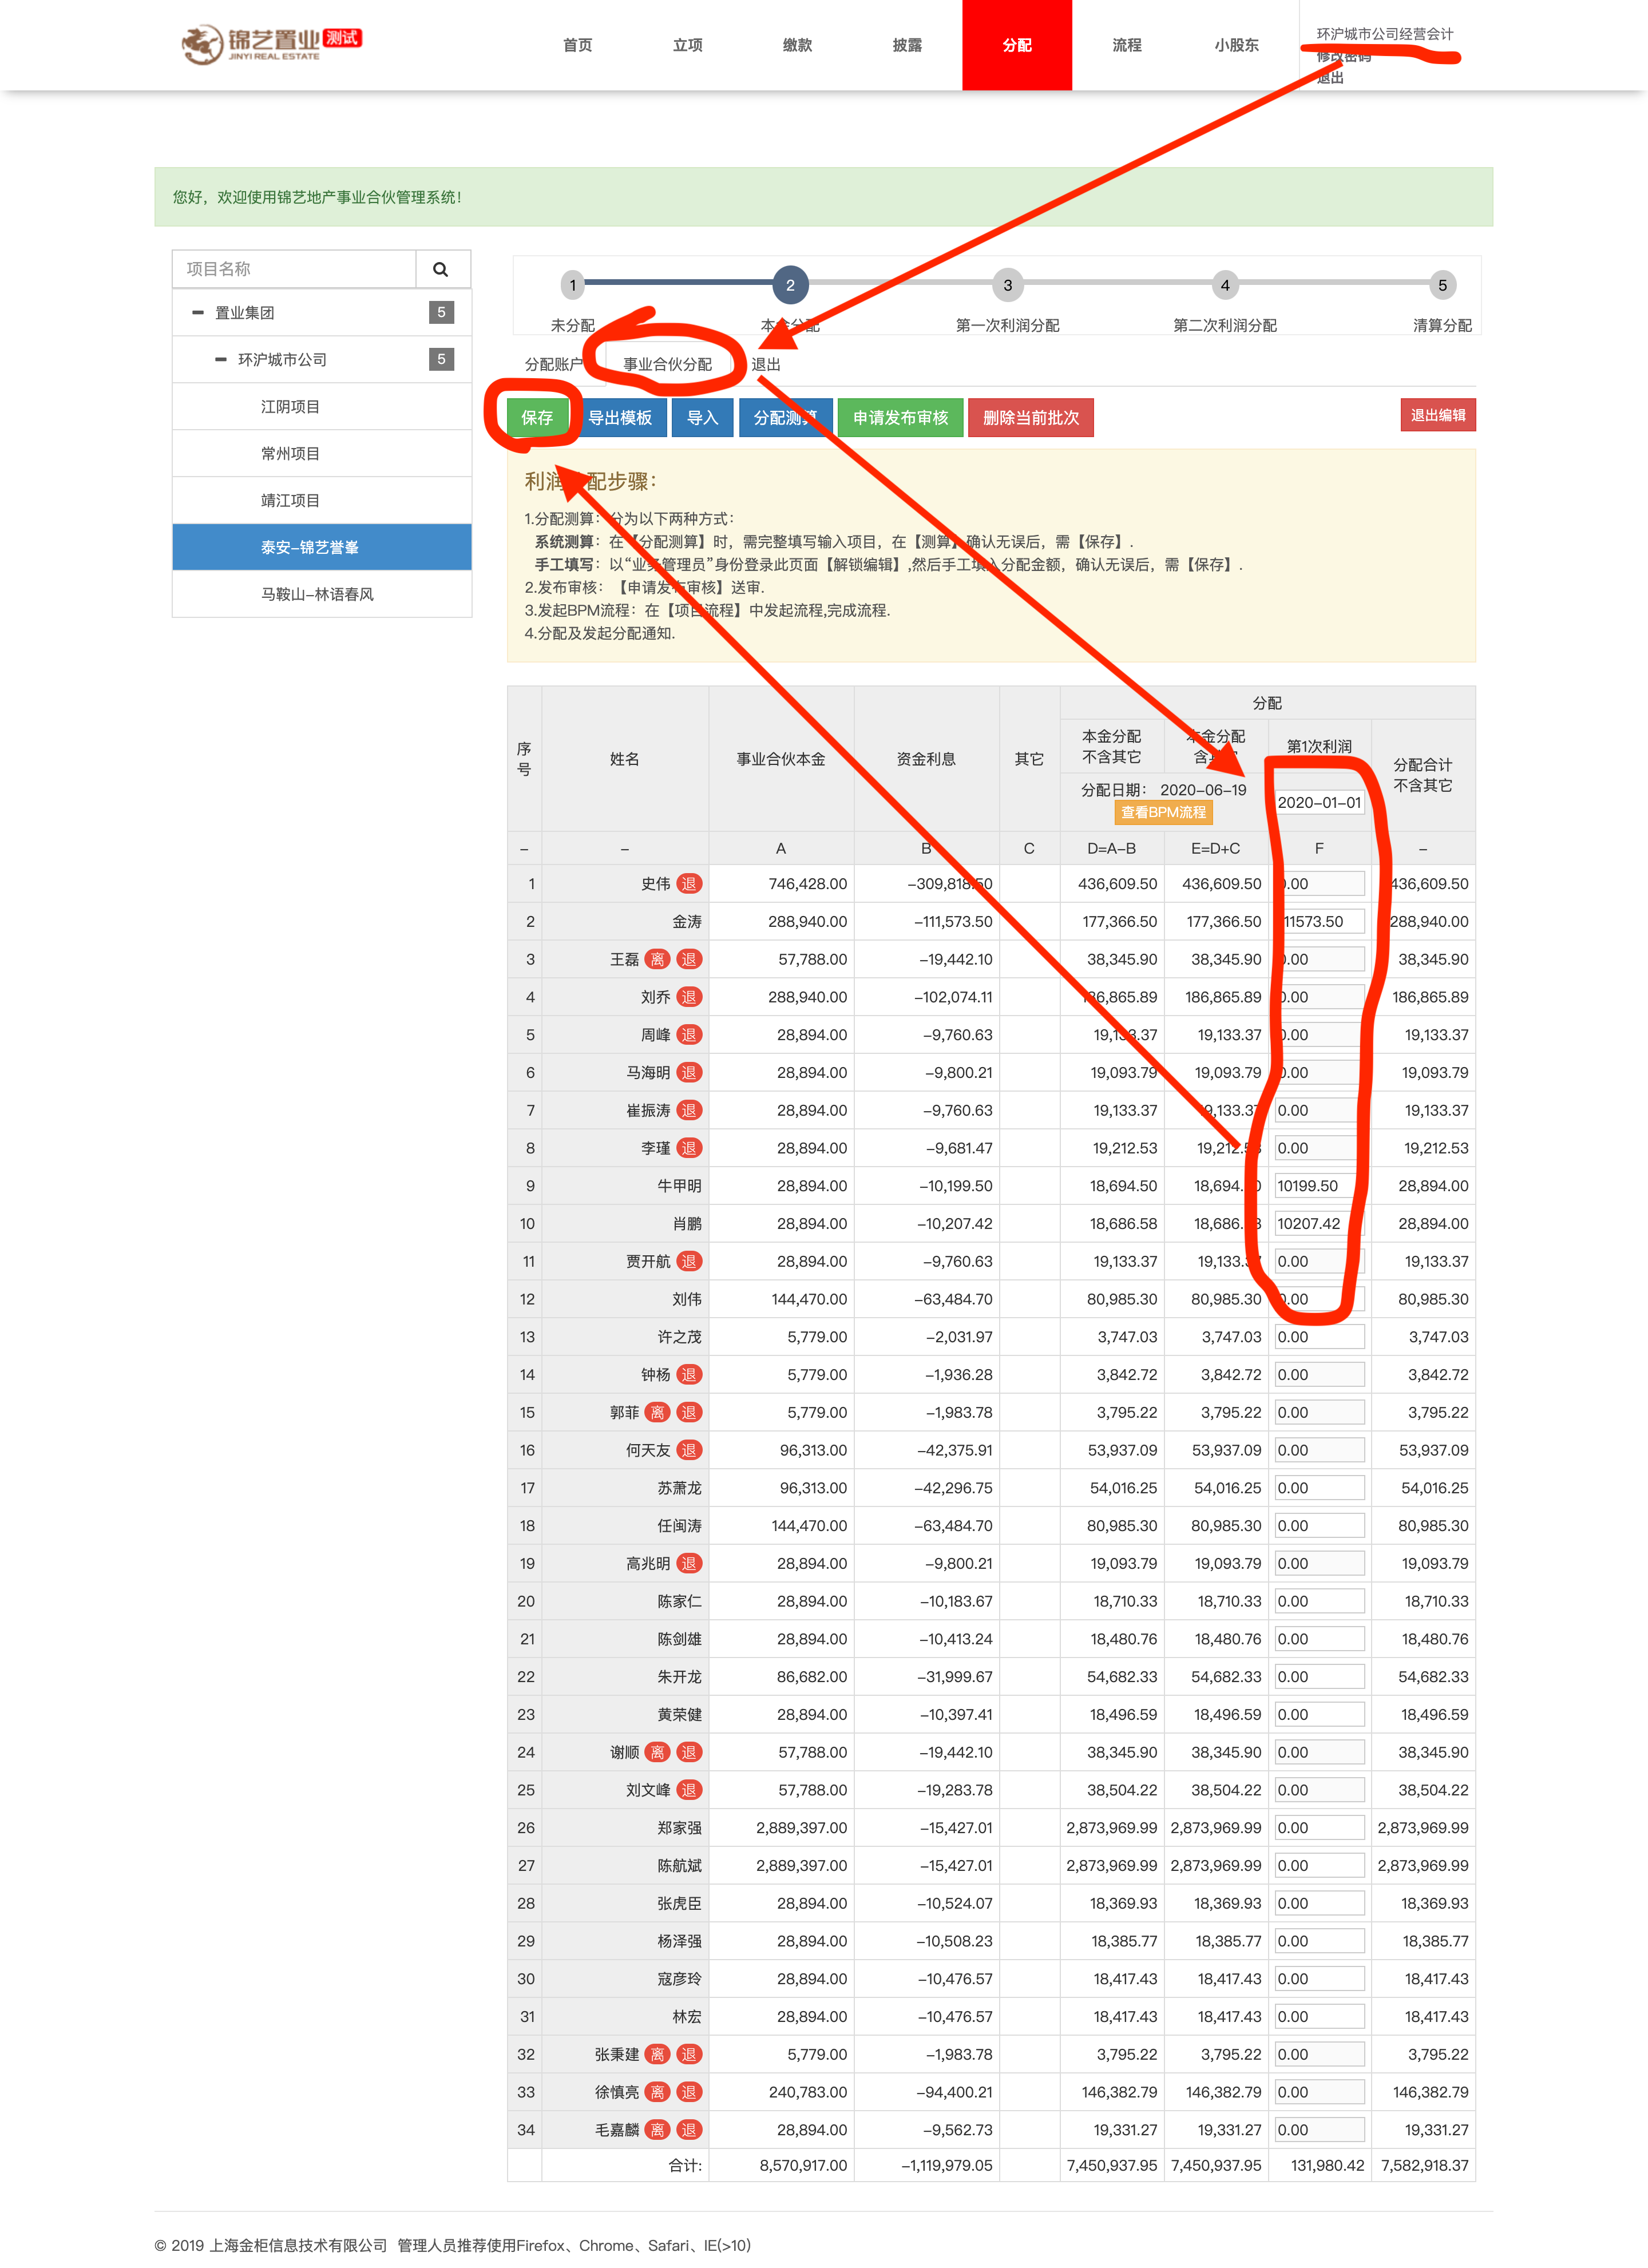 锦艺置业 测试
JINYI REAL ESTATE
首页 立项 缴款 披露 分配 流程 小股东
环沪城市公司经营会计
修改密码
退出
您好，欢迎使用锦艺地产事业合伙管理系统！
项目名称
置业集团 5
环沪城市公司 5
江阴项目
常州项目
靖江项目
泰安-锦艺誉峯
马鞍山-林语春风
1 2 3 4 5
未分配 本金分配 第一次利润分配 第二次利润分配 清算分配
分配账户 事业合伙分配 退出
保存 导出模板 导入 分配测算 申请发布审核 删除当前批次 退出编辑
利润分配步骤：
1.分配测算：分为以下两种方式：
系统测算：在【分配测算】时，需完整填写输入项目，在【测算】确认无误后，需【保存】.
手工填写：以“业务管理员”身份登录此页面【解锁编辑】,然后手工填入分配金额，确认无误后，需【保存】.
2.发布审核：【申请发布审核】送审.
3.发起BPM流程：在【项目流程】中发起流程,完成流程.
4.分配及发起分配通知.
序号 姓名 事业合伙本金 资金利息 其它 分配
本金分配不含其它 本金分配含其它 第1次利润 分配合计不含其它
分配日期： 2020-06-19 2020-01-01
查看BPM流程
– – A B C D=A-B E=D+C F –
1 史伟 退 746,428.00 -309,818.50 436,609.50 436,609.50 0.00 436,609.50
2 金涛 288,940.00 -111,573.50 177,366.50 177,366.50 11573.50 288,940.00
3 王磊 离 退 57,788.00 -19,442.10 38,345.90 38,345.90 0.00 38,345.90
4 刘乔 退 288,940.00 -102,074.11 186,865.89 186,865.89 0.00 186,865.89
5 周峰 退 28,894.00 -9,760.63 19,133.37 19,133.37 0.00 19,133.37
6 马海明 退 28,894.00 -9,800.21 19,093.79 19,093.79 0.00 19,093.79
7 崔振涛 退 28,894.00 -9,760.63 19,133.37 19,133.37 0.00 19,133.37
8 李瑾 退 28,894.00 -9,681.47 19,212.53 19,212.53 0.00 19,212.53
9 牛甲明 28,894.00 -10,199.50 18,694.50 18,694.50 10199.50 28,894.00
10 肖鹏 28,894.00 -10,207.42 18,686.58 18,686.58 10207.42 28,894.00
11 贾开航 退 28,894.00 -9,760.63 19,133.37 19,133.37 0.00 19,133.37
12 刘伟 144,470.00 -63,484.70 80,985.30 80,985.30 0.00 80,985.30
13 许之茂 5,779.00 -2,031.97 3,747.03 3,747.03 0.00 3,747.03
14 钟杨 退 5,779.00 -1,936.28 3,842.72 3,842.72 0.00 3,842.72
15 郭菲 离 退 5,779.00 -1,983.78 3,795.22 3,795.22 0.00 3,795.22
16 何天友 退 96,313.00 -42,375.91 53,937.09 53,937.09 0.00 53,937.09
17 苏萧龙 96,313.00 -42,296.75 54,016.25 54,016.25 0.00 54,016.25
18 任闽涛 144,470.00 -63,484.70 80,985.30 80,985.30 0.00 80,985.30
19 高兆明 退 28,894.00 -9,800.21 19,093.79 19,093.79 0.00 19,093.79
20 陈家仁 28,894.00 -10,183.67 18,710.33 18,710.33 0.00 18,710.33
21 陈剑雄 28,894.00 -10,413.24 18,480.76 18,480.76 0.00 18,480.76
22 朱开龙 86,682.00 -31,999.67 54,682.33 54,682.33 0.00 54,682.33
23 黄荣健 28,894.00 -10,397.41 18,496.59 18,496.59 0.00 18,496.59
24 谢顺 离 退 57,788.00 -19,442.10 38,345.90 38,345.90 0.00 38,345.90
25 刘文峰 退 57,788.00 -19,283.78 38,504.22 38,504.22 0.00 38,504.22
26 郑家强 2,889,397.00 -15,427.01 2,873,969.99 2,873,969.99 0.00 2,873,969.99
27 陈航斌 2,889,397.00 -15,427.01 2,873,969.99 2,873,969.99 0.00 2,873,969.99
28 张虎臣 28,894.00 -10,524.07 18,369.93 18,369.93 0.00 18,369.93
29 杨泽强 28,894.00 -10,508.23 18,385.77 18,385.77 0.00 18,385.77
30 寇彦玲 28,894.00 -10,476.57 18,417.43 18,417.43 0.00 18,417.43
31 林宏 28,894.00 -10,476.57 18,417.43 18,417.43 0.00 18,417.43
32 张秉建 离 退 5,779.00 -1,983.78 3,795.22 3,795.22 0.00 3,795.22
33 徐慎亮 离 退 240,783.00 -94,400.21 146,382.79 146,382.79 0.00 146,382.79
34 毛嘉麟 离 退 28,894.00 -9,562.73 19,331.27 19,331.27 0.00 19,331.27
合计: 8,570,917.00 -1,119,979.05 7,450,937.95 7,450,937.95 131,980.42 7,582,918.37
© 2019 上海金柜信息技术有限公司 管理人员推荐使用Firefox、Chrome、Safari、IE(>10)